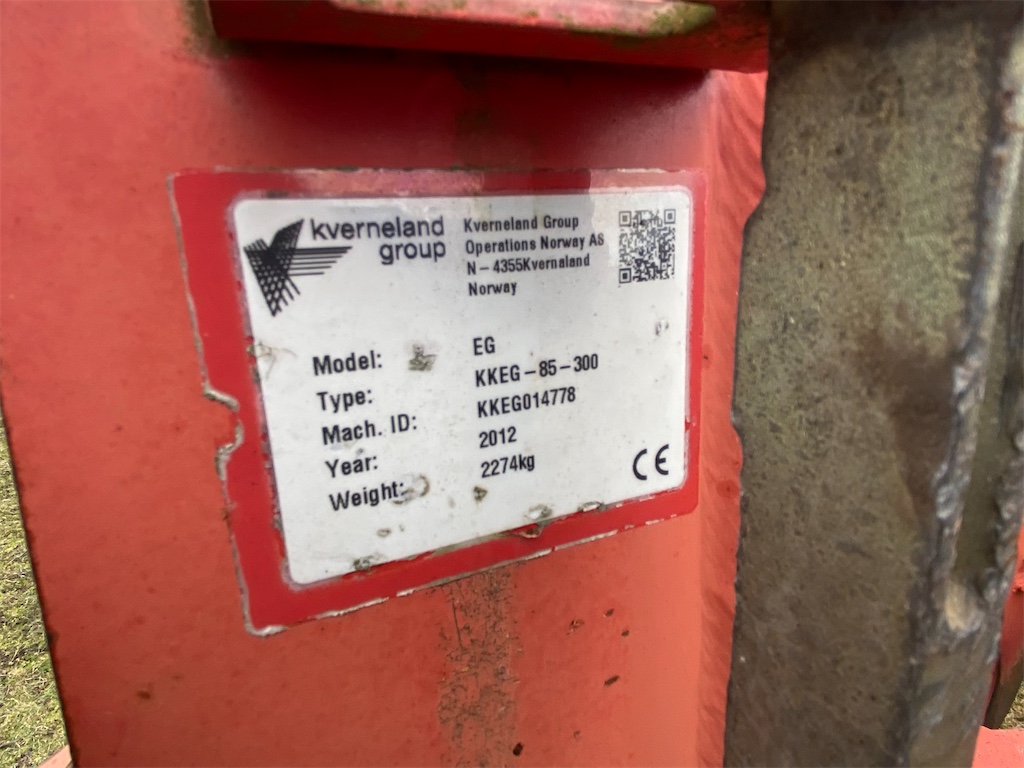 kverneland
group
Kverneland Group
Operations Norway AS
N-4355Kvernaland
Norway
Model: EG
Type: KKEG-85-300
Mach. ID: KKEG014778
Year: 2012
Weight: 2274kg
CE